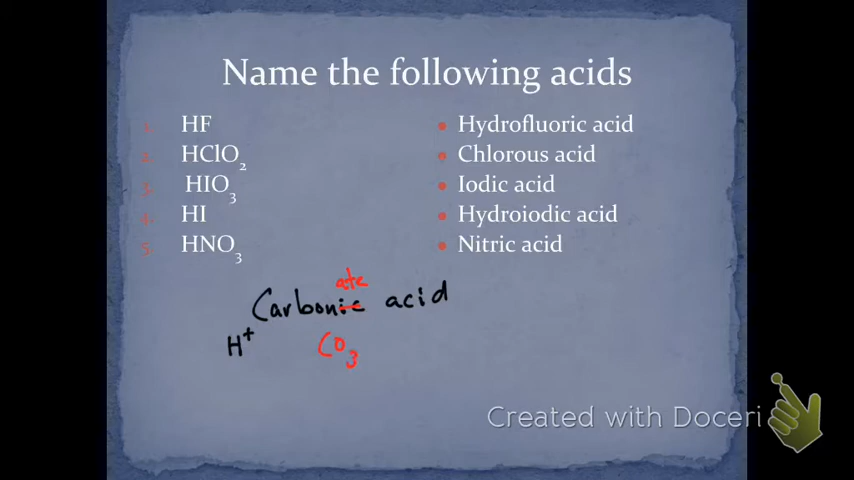 Name the following acids
1. HF • Hydrofluoric acid
2. HClO₂ • Chlorous acid
3. HIO₃ • Iodic acid
4. HI • Hydroiodic acid
5. HNO₃ • Nitric acid
ate
Carbonic acid
H⁺ CO₃
Created with Doceri